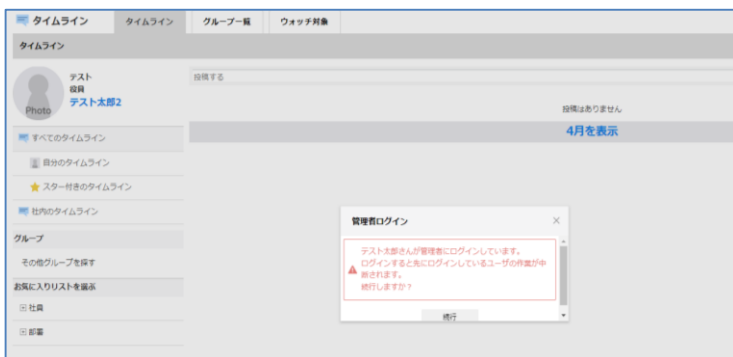 タイムライン タイムライン グループ一覧 ウォッチ対象
タイムライン
テスト
役員
テスト太郎2
Photo
投稿する
投稿はありません
4月を表示
すべてのタイムライン
自分のタイムライン
スター付きのタイムライン
社内のタイムライン
グループ
その他グループを探す
お気に入りリストを選ぶ
社員
部署
管理者ログイン
テスト太郎さんが管理者にログインしています。
ログインすると先にログインしているユーザの作業が中
断されます。
続行しますか？
続行